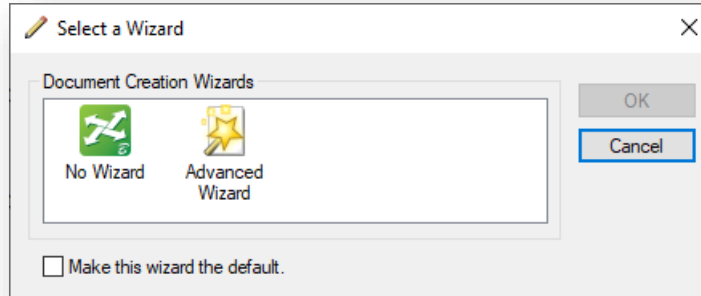 Select a Wizard
Document Creation Wizards
No Wizard
Advanced
Wizard
OK
Cancel
Make this wizard the default.